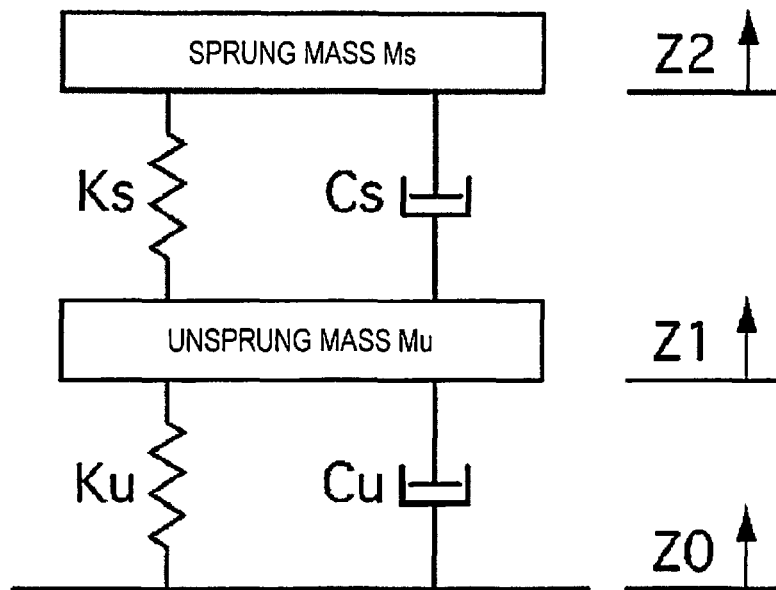 SPRUNG MASS Ms
Z2
Ks
Cs
UNSPRUNG MASS Mu
Z1
Ku
Cu
Z0